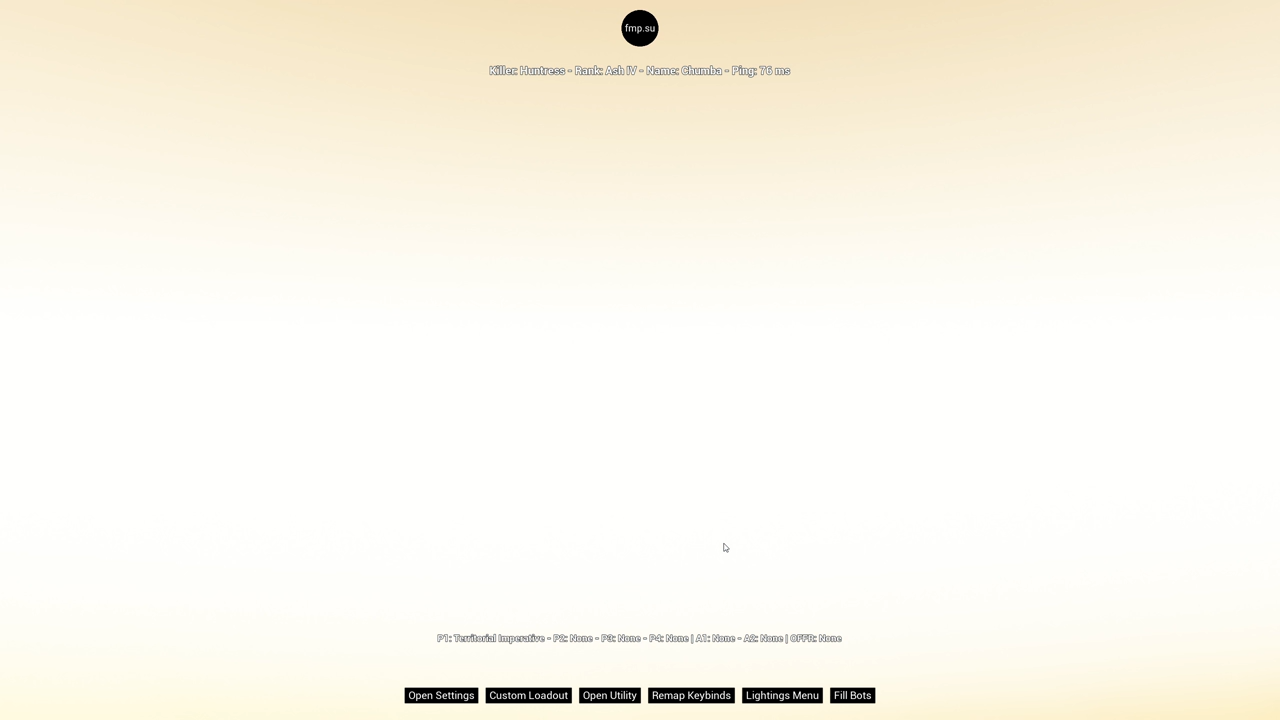 fmp.su
Killer: Huntress - Rank: Ash IV - Name: Chumba - Ping: 76 ms
P1: Territorial Imperative - P2: None - P3: None - P4: None | A1: None - A2: None | OFFR: None
Open Settings Custom Loadout Open Utility Remap Keybinds Lightings Menu Fill Bots